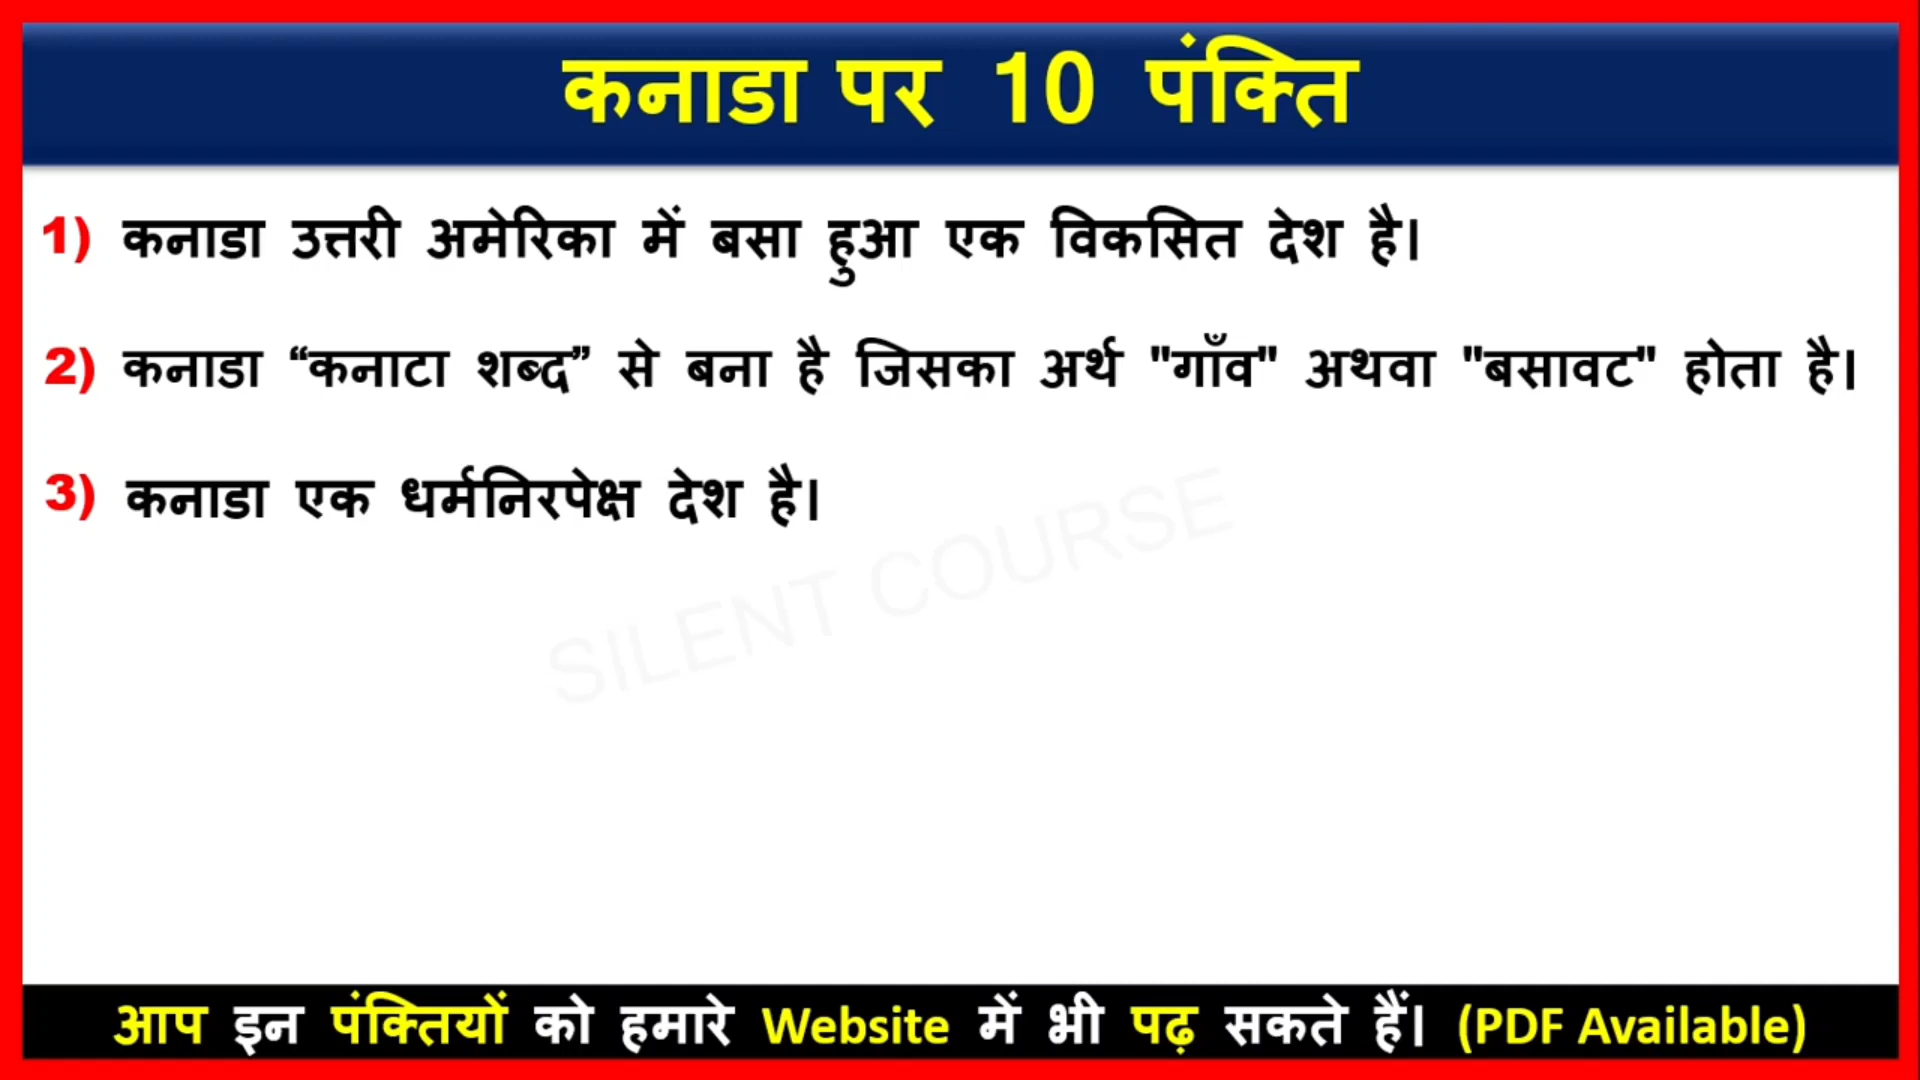 कनाडा पर 10 पंक्ति
1) कनाडा उत्तरी अमेरिका में बसा हुआ एक विकसित देश है।
2) कनाडा “कनाटा शब्द” से बना है जिसका अर्थ "गाँव" अथवा "बसावट" होता है।
3) कनाडा एक धर्मनिरपेक्ष देश है।
SILENT COURSE
आप इन पंक्तियों को हमारे Website में भी पढ़ सकते हैं। (PDF Available)